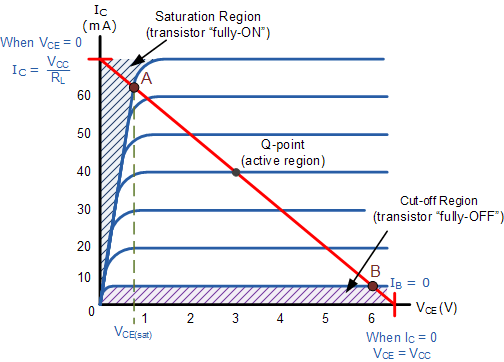 IC
(mA)
Saturation Region
(transistor “fully-ON”)
When VCE = 0
IC = VCC
RL
A
60
50
40
30
20
10
0
Q-point
(active region)
Cut-off Region
(transistor “fully-OFF”)
B
IB = 0
1
2
3
4
5
6
VCE (V)
VCE(sat)
When IC = 0
VCE = VCC